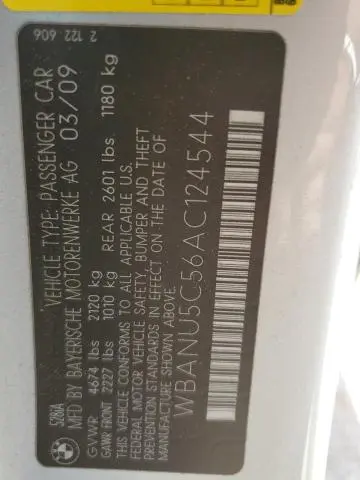 528iA
VEHICLE TYPE: PASSENGER CAR
MFD BY BAYERISCHE MOTORENWERKE AG 03/09
2 122 606
GVWR 4674 lbs 2120 kg
GAWR FRONT 2227 lbs 1010 kg REAR 2601 lbs 1180 kg
THIS VEHICLE CONFORMS TO ALL APPLICABLE U.S.
FEDERAL MOTOR VEHICLE SAFETY, BUMPER AND THEFT
PREVENTION STANDARDS IN EFFECT ON THE DATE OF
MANUFACTURE SHOWN ABOVE.
WBANU5C56AC124544